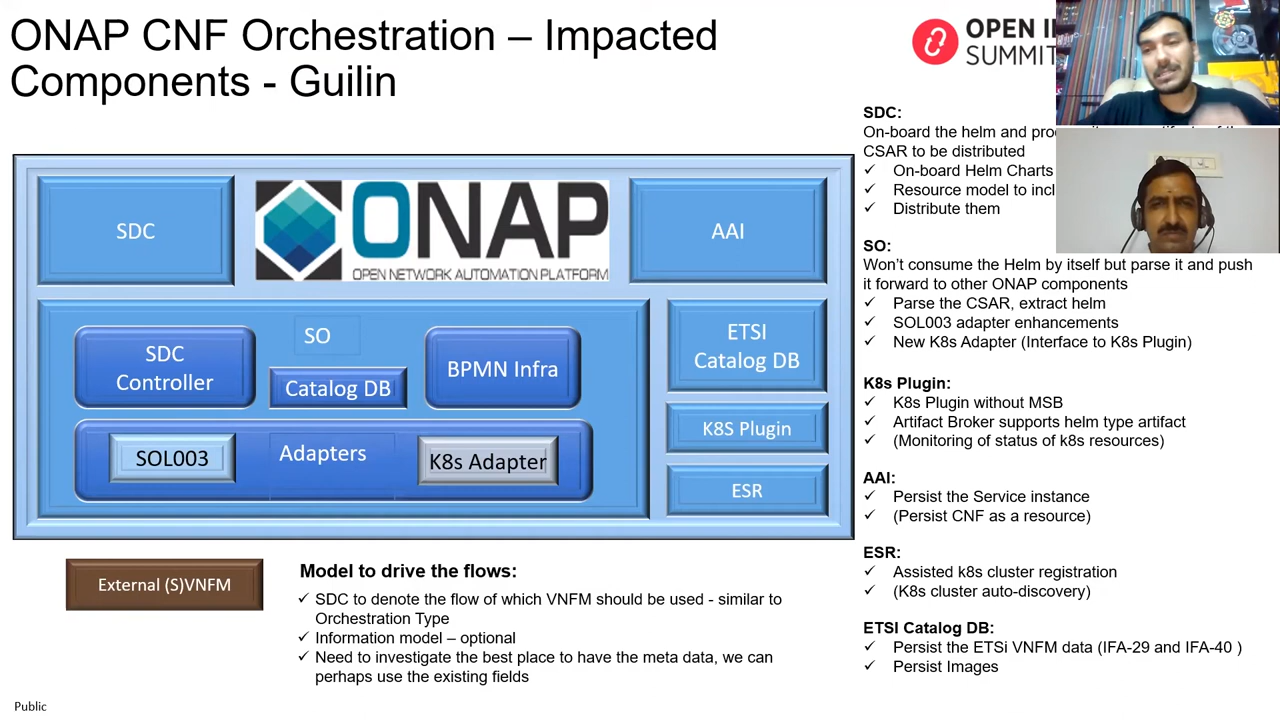 ONAP CNF Orchestration – Impacted
Components - Guilin
OPEN
SUMMIT
SDC
ONAP
OPEN NETWORK AUTOMATION PLATFORM
AAI
SO
SDC
Controller
Catalog DB
BPMN Infra
SOL003
Adapters
K8s Adapter
ETSI
Catalog DB
K8S Plugin
ESR
External (S)VNFM
Model to drive the flows:
✓ SDC to denote the flow of which VNFM should be used - similar to
Orchestration Type
✓ Information model – optional
✓ Need to investigate the best place to have the meta data, we can
perhaps use the existing fields
SDC:
On-board the helm and
CSAR to be distributed
✓ On-board Helm Charts
✓ Resource model to
✓ Distribute them
SO:
Won’t consume the Helm by itself but parse it and push
it forward to other ONAP components
✓ Parse the CSAR, extract helm
✓ SOL003 adapter enhancements
✓ New K8s Adapter (Interface to K8s Plugin)
K8s Plugin:
✓ K8s Plugin without MSB
✓ Artifact Broker supports helm type artifact
✓ (Monitoring of status of k8s resources)
AAI:
✓ Persist the Service instance
✓ (Persist CNF as a resource)
ESR:
✓ Assisted k8s cluster registration
✓ (K8s cluster auto-discovery)
ETSI Catalog DB:
✓ Persist the ETSi VNFM data (IFA-29 and IFA-40 )
✓ Persist Images
Public